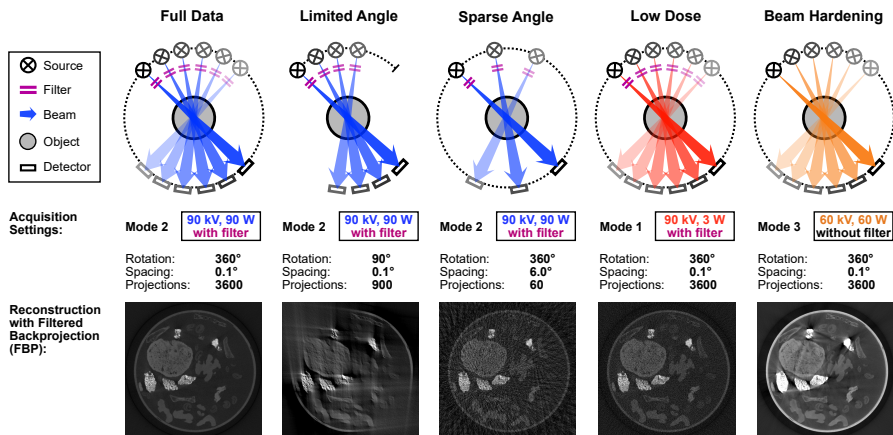 Full Data
Limited Angle
Sparse Angle
Low Dose
Beam Hardening
Source
Filter
Beam
Object
Detector
Acquisition
Settings:
Mode 2
90 kV, 90 W
with filter
Mode 2
90 kV, 90 W
with filter
Mode 2
90 kV, 90 W
with filter
Mode 1
90 kV, 3 W
with filter
Mode 3
60 kV, 60 W
without filter
Rotation: 360°
Spacing: 0.1°
Projections: 3600
Rotation: 90°
Spacing: 0.1°
Projections: 900
Rotation: 360°
Spacing: 6.0°
Projections: 60
Rotation: 360°
Spacing: 0.1°
Projections: 3600
Rotation: 360°
Spacing: 0.1°
Projections: 3600
Reconstruction
with Filtered
Backprojection
(FBP):